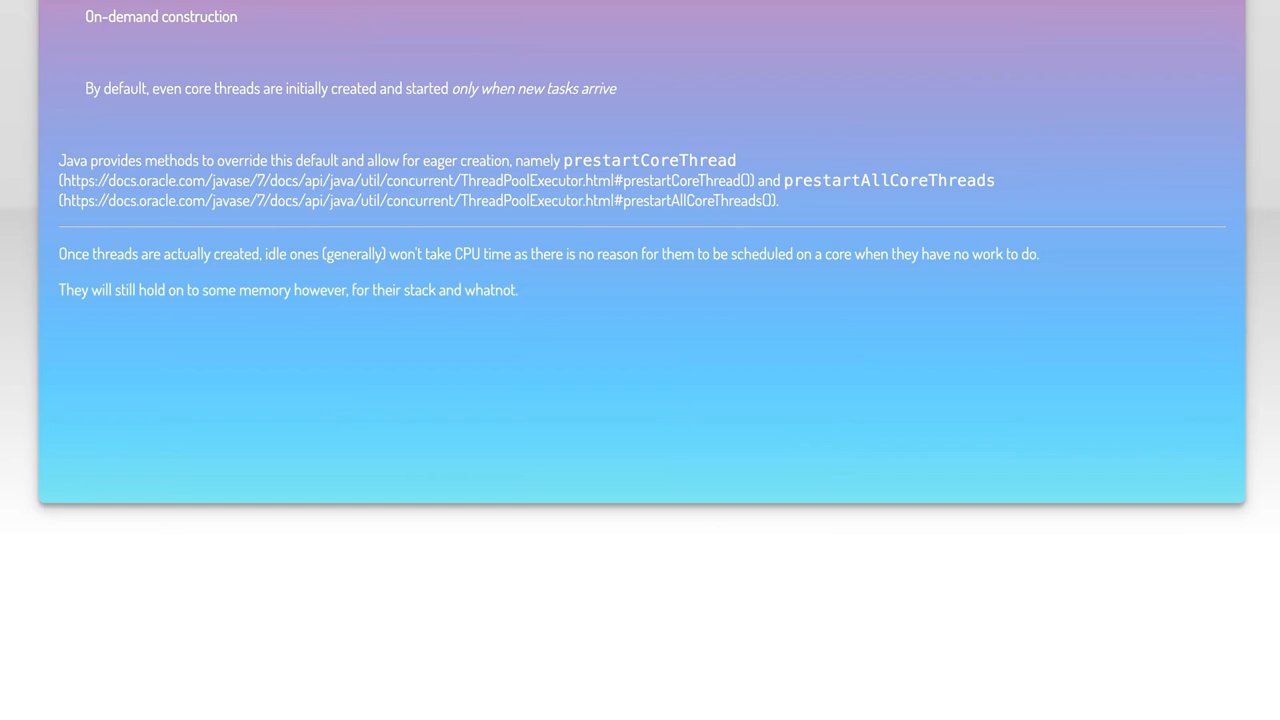 On-demand construction
By default, even core threads are initially created and started only when new tasks arrive
Java provides methods to override this default and allow for eager creation, namely prestartCoreThread
(https://docs.oracle.com/javase/7/docs/api/java/util/concurrent/ThreadPoolExecutor.html#prestartCoreThread()) and prestartAllCoreThreads
(https://docs.oracle.com/javase/7/docs/api/java/util/concurrent/ThreadPoolExecutor.html#prestartAllCoreThreads()).
Once threads are actually created, idle ones (generally) won't take CPU time as there is no reason for them to be scheduled on a core when they have no work to do.
They will still hold on to some memory however, for their stack and whatnot.